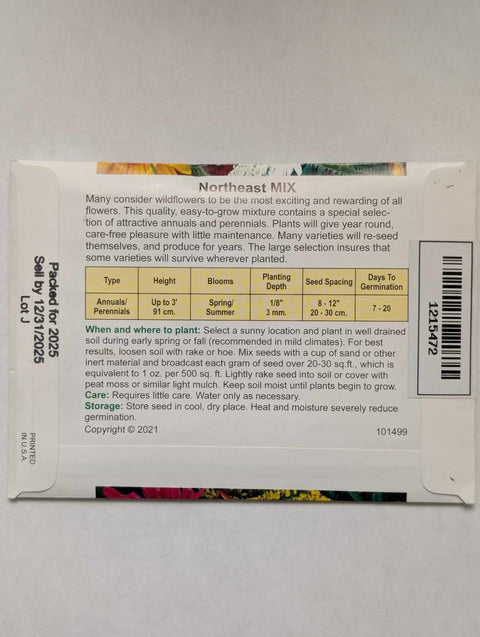 Northeast MIX
Many consider wildflowers to be the most exciting and rewarding of all
flowers. This quality, easy-to-grow mixture contains a special selec-
tion of attractive annuals and perennials. Plants will give year round,
care-free pleasure with little maintenance. Many varieties will re-seed
themselves, and produce for years. The large selection insures that
some varieties will survive wherever planted.
Type Height Blooms Planting Depth Seed Spacing Days To Germination
Annuals/ Perennials Up to 3' 91 cm. Spring/ Summer 1/8" 3 mm. 8 - 12" 20 - 30 cm. 7 - 20
When and where to plant: Select a sunny location and plant in well drained
soil during early spring or fall (recommended in mild climates). For best
results, loosen soil with rake or hoe. Mix seeds with a cup of sand or other
inert material and broadcast each gram of seed over 20-30 sq.ft., which is
equivalent to 1 oz. per 500 sq. ft. Lightly rake seed into soil or cover with
peat moss or similar light mulch. Keep soil moist until plants begin to grow.
Care: Requires little care. Water only as necessary.
Storage: Store seed in cool, dry place. Heat and moisture severely reduce
germination.
Copyright © 2021 101499
Packed for 2025
Sell by 12/31/2025
Lot J
PRINTED
IN U.S.A.
1215472